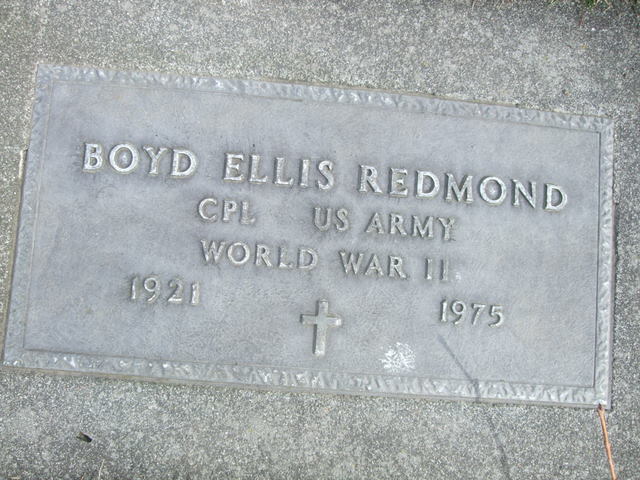 BOYD ELLIS REDMOND
CPL US ARMY
WORLD WAR II
1921 1975